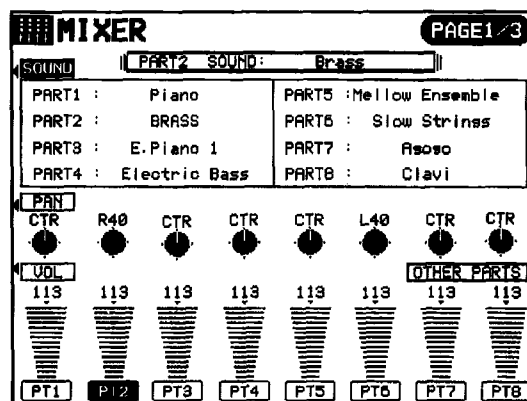 MIXER PAGE1/3
PART2 SOUND: Brass
SOUND
PART1 : Piano PART5 :Mellow Ensemble
PART2 : BRASS PART6 : Slow Strings
PART3 : E.Piano 1 PART7 : Agogo
PART4 : Electric Bass PART8 : Clavi
PAN
CTR R40 CTR CTR CTR L40 CTR CTR
VOL OTHER PARTS
113 113 113 113 113 113 113 113
PT1 PT2 PT3 PT4 PT5 PT6 PT7 PT8